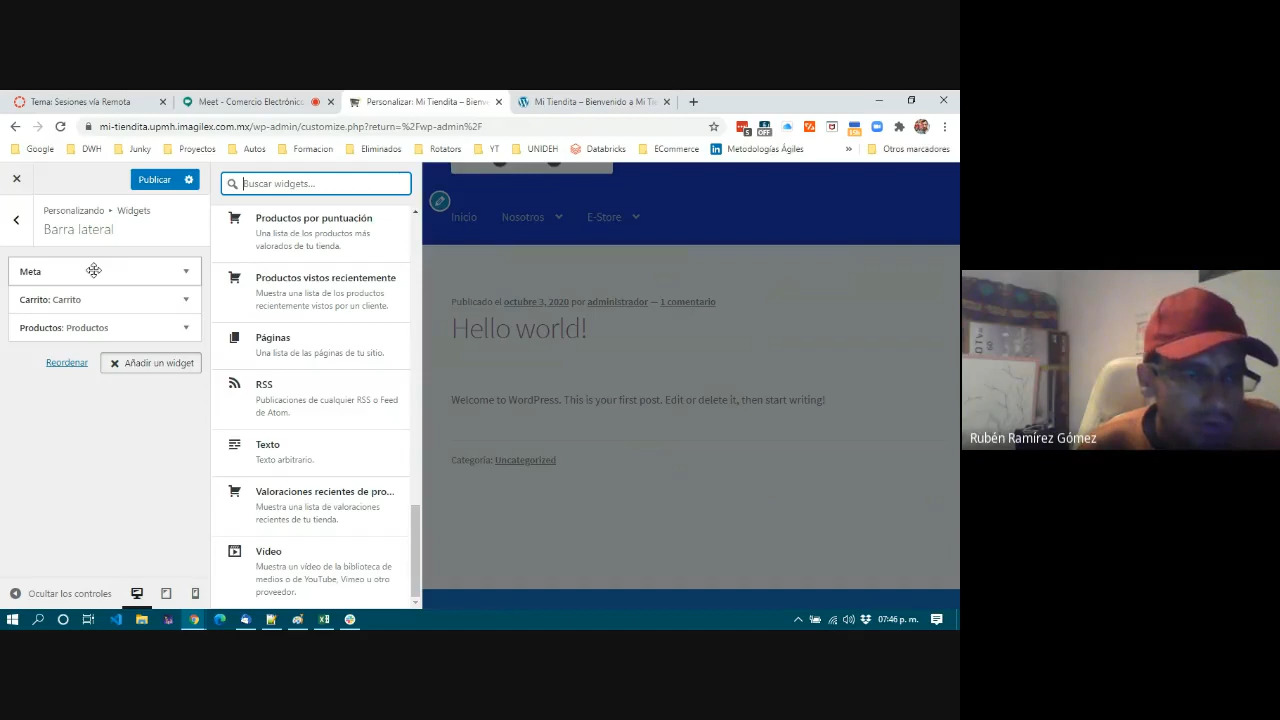 Tema: Sesiones vía Remota
Meet - Comercio Electrónic
Personalizar: Mi Tiendita – Bienv
Mi Tiendita – Bienvenido a Mi Tie
mi-tiendita.upmh.imagilex.com.mx/wp-admin/customize.php?return=%2Fwp-admin%2F
Google
DWH
Junky
Proyectos
Autos
Formacion
Eliminados
Rotators
YT
UNIDEH
Databricks
ECommerce
Metodologías Ágiles
»
Otros marcadores
Publicar
Personalizando ▸ Widgets
Barra lateral
Meta
Carrito: Carrito
Productos: Productos
Reordenar
Añadir un widget
Ocultar los controles
Buscar widgets...
Productos por puntuación
Una lista de los productos más
valorados de tu tienda.
Productos vistos recientemente
Muestra una lista de los productos
recientemente vistos por un cliente.
Páginas
Una lista de las páginas de tu sitio.
RSS
Publicaciones de cualquier RSS o Feed
de Atom.
Texto
Texto arbitrario.
Valoraciones recientes de pro...
Muestra una lista de valoraciones
recientes de tu tienda.
Vídeo
Muestra un vídeo de la biblioteca de
medios o de YouTube, Vimeo u otro
proveedor.
Inicio
Nosotros
E-Store
Publicado el octubre 3, 2020 por administrador — 1 comentario
Hello world!
Welcome to WordPress. This is your first post. Edit or delete it, then start writing!
Categoría: Uncategorized
07:46 p. m.
Rubén Ramírez Gómez